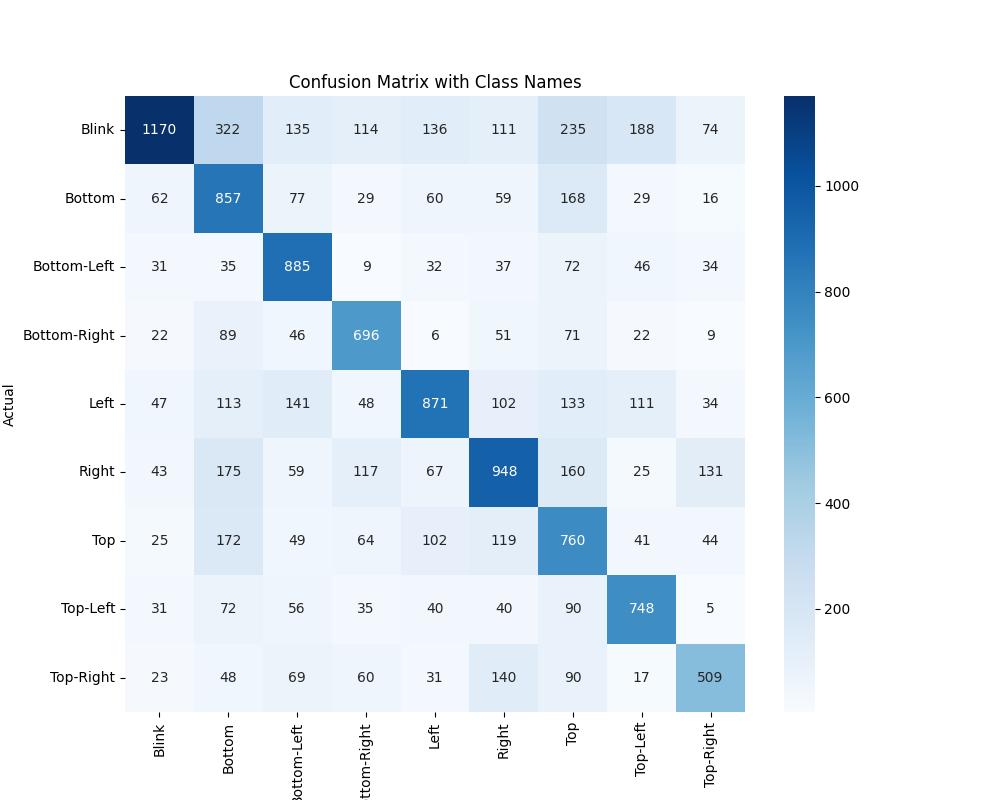 Confusion Matrix with Class Names
Blink 1170 322 135 114 136 111 235 188 74
Bottom 62 857 77 29 60 59 168 29 16
Bottom-Left 31 35 885 9 32 37 72 46 34
Bottom-Right 22 89 46 696 6 51 71 22 9
Left 47 113 141 48 871 102 133 111 34
Right 43 175 59 117 67 948 160 25 131
Top 25 172 49 64 102 119 760 41 44
Top-Left 31 72 56 35 40 40 90 748 5
Top-Right 23 48 69 60 31 140 90 17 509
Actual
Blink Bottom ottom-Left ttom-Right Left Right Top Top-Left Top-Right
1000
800
600
400
200